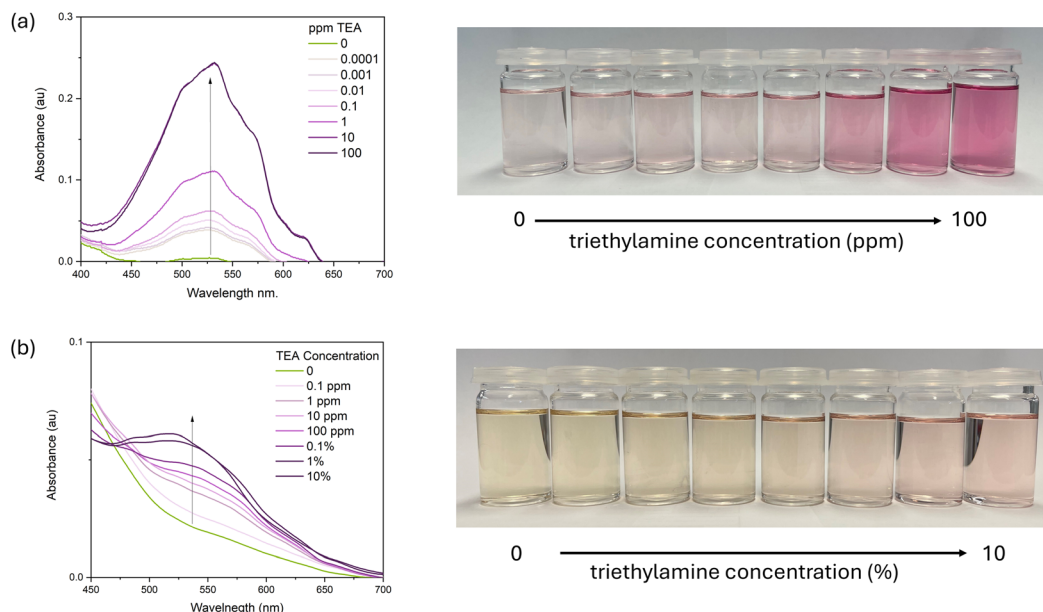 (a)
0.3
0.2
0.1
0.0
Absorbance (au)
400 450 500 550 600 650 700
Wavelength nm.
ppm TEA
0
0.0001
0.001
0.01
0.1
1
10
100
0 100
triethylamine concentration (ppm)
(b)
0.1
0.0
Absorbance (au)
450 500 550 600 650 700
Wavelnegth (nm)
TEA Concentration
0
0.1 ppm
1 ppm
10 ppm
100 ppm
0.1%
1%
10%
0 10
triethylamine concentration (%)